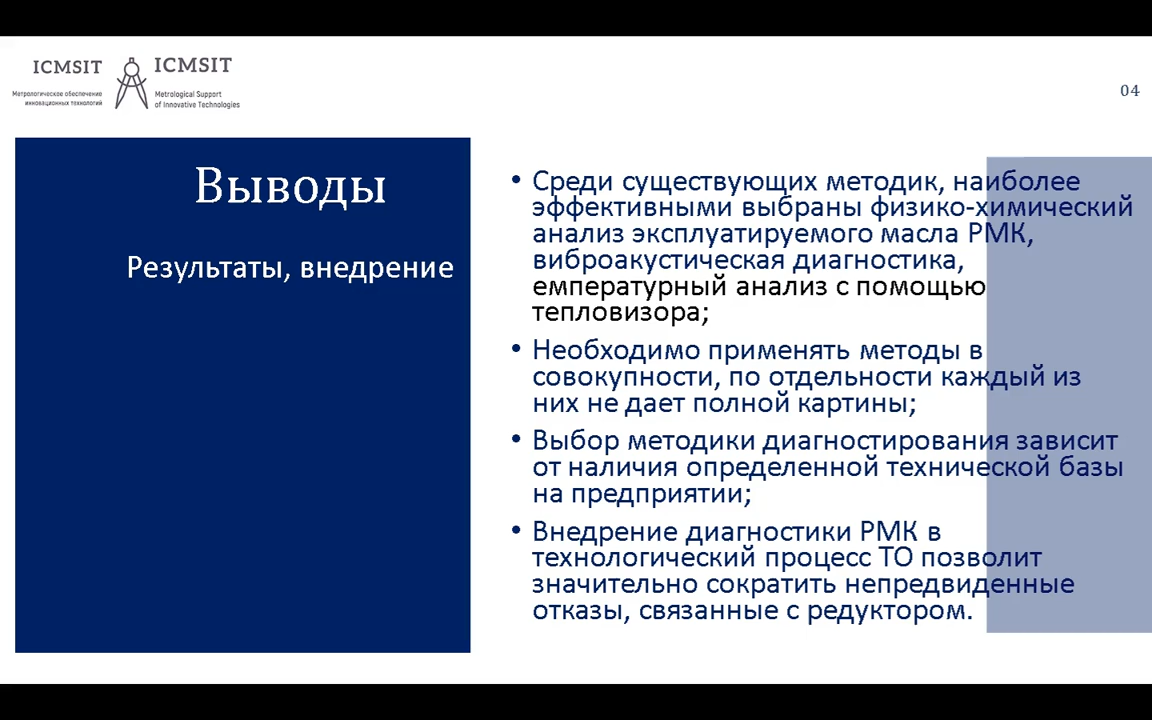 ICMSIT
Метрологическое обеспечение
инновационных технологий
ICMSIT
Metrological Support
of Innovative Technologies
04
Выводы
Результаты, внедрение
• Среди существующих методик, наиболее
эффективными выбраны физико-химический
анализ эксплуатируемого масла РМК,
виброакустическая диагностика,
емпературный анализ с помощью
тепловизора;
• Необходимо применять методы в
совокупности, по отдельности каждый из
них не дает полной картины;
• Выбор методики диагностирования зависит
от наличия определенной технической базы
на предприятии;
• Внедрение диагностики РМК в
технологический процесс ТО позволит
значительно сократить непредвиденные
отказы, связанные с редуктором.